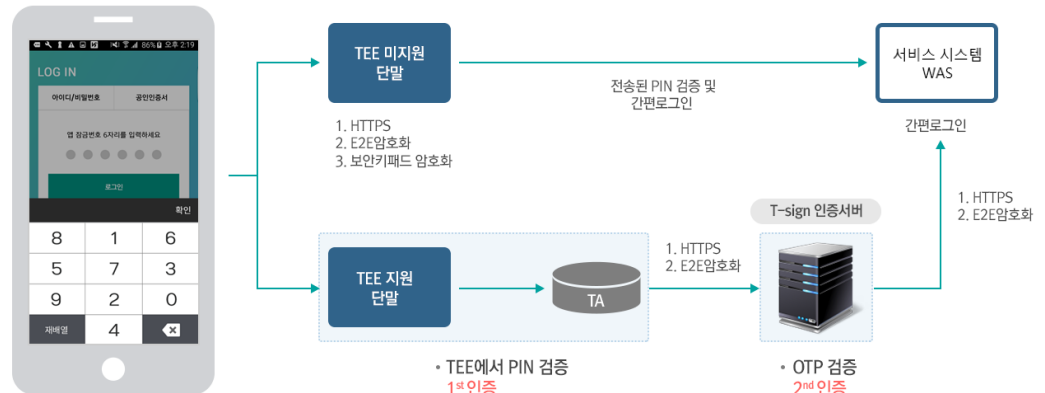 86% 오후 2:19
LOG IN
아이디/비밀번호
공인인증서
앱 잠금번호 6자리를 입력하세요
로그인
확인
8 1 6
5 7 3
9 2 0
재배열 4
TEE 미지원
단말
1. HTTPS
2. E2E암호화
3. 보안키패드 암호화
전송된 PIN 검증 및
간편로그인
서비스 시스템
WAS
간편로그인
1. HTTPS
2. E2E암호화
T-sign 인증서버
TEE 지원
단말
TA
1. HTTPS
2. E2E암호화
• TEE에서 PIN 검증
1st 인증
• OTP 검증
2nd 인증